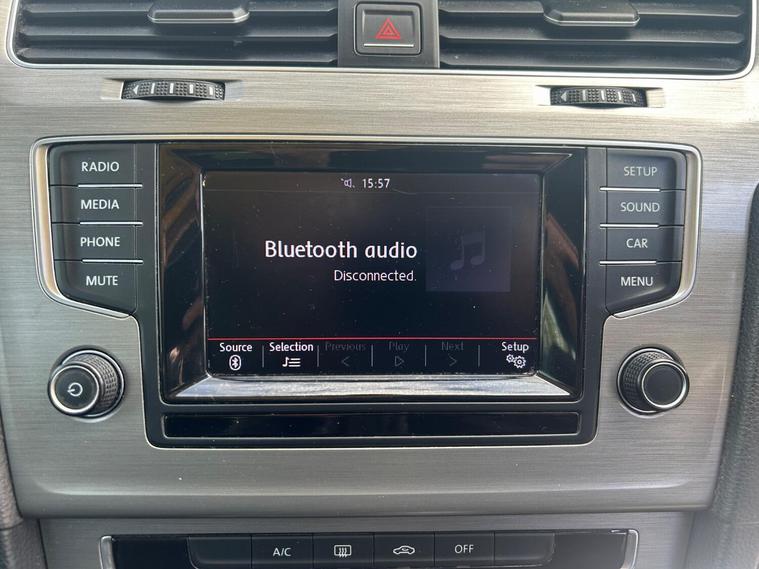 15:57
RADIO
MEDIA
PHONE
MUTE
Bluetooth audio
Disconnected.
Source
Selection
Previous
Play
Next
Setup
SETUP
SOUND
CAR
MENU
A/C
OFF